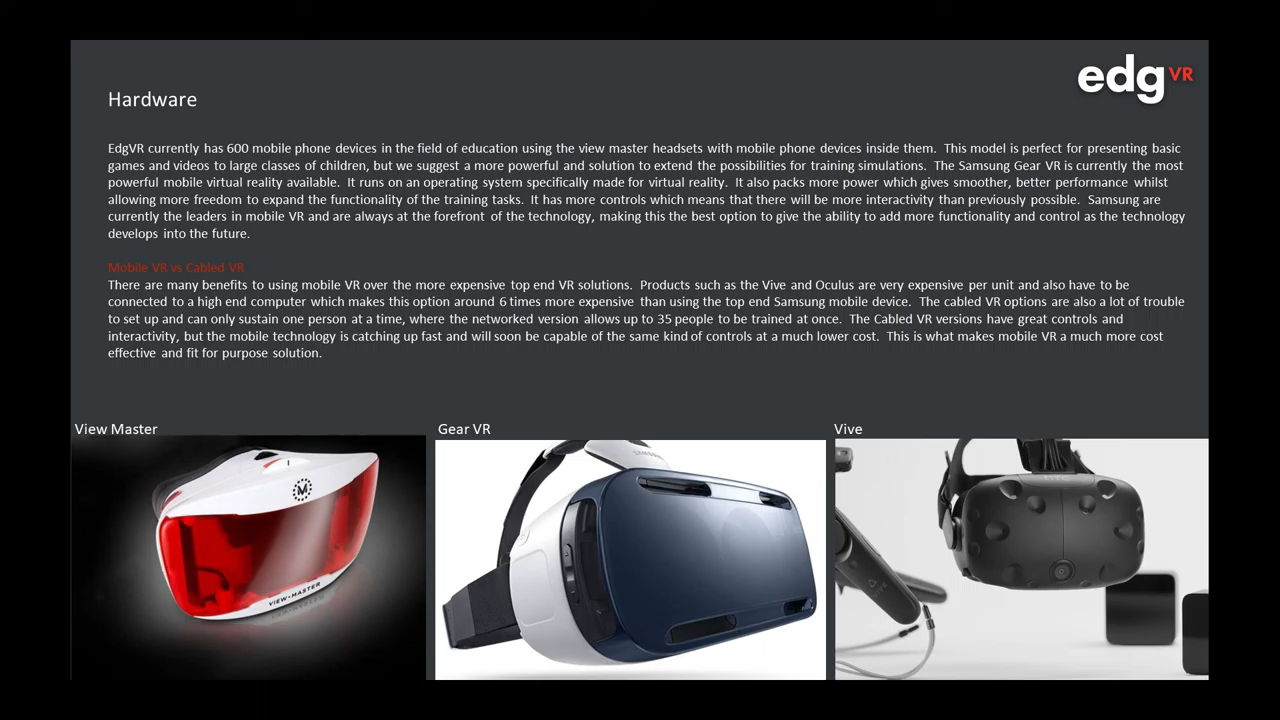 edgVR
Hardware
EdgVR currently has 600 mobile phone devices in the field of education using the view master headsets with mobile phone devices inside them. This model is perfect for presenting basic
games and videos to large classes of children, but we suggest a more powerful and solution to extend the possibilities for training simulations. The Samsung Gear VR is currently the most
powerful mobile virtual reality available. It runs on an operating system specifically made for virtual reality. It also packs more power which gives smoother, better performance whilst
allowing more freedom to expand the functionality of the training tasks. It has more controls which means that there will be more interactivity than previously possible. Samsung are
currently the leaders in mobile VR and are always at the forefront of the technology, making this the best option to give the ability to add more functionality and control as the technology
develops into the future.
Mobile VR vs Cabled VR
There are many benefits to using mobile VR over the more expensive top end VR solutions. Products such as the Vive and Oculus are very expensive per unit and also have to be
connected to a high end computer which makes this option around 6 times more expensive than using the top end Samsung mobile device. The cabled VR options are also a lot of trouble
to set up and can only sustain one person at a time, where the networked version allows up to 35 people to be trained at once. The Cabled VR versions have great controls and
interactivity, but the mobile technology is catching up fast and will soon be capable of the same kind of controls at a much lower cost. This is what makes mobile VR a much more cost
effective and fit for purpose solution.
View Master
Gear VR
Vive
M
VIEW-MASTER
SAMSUNG
HTC